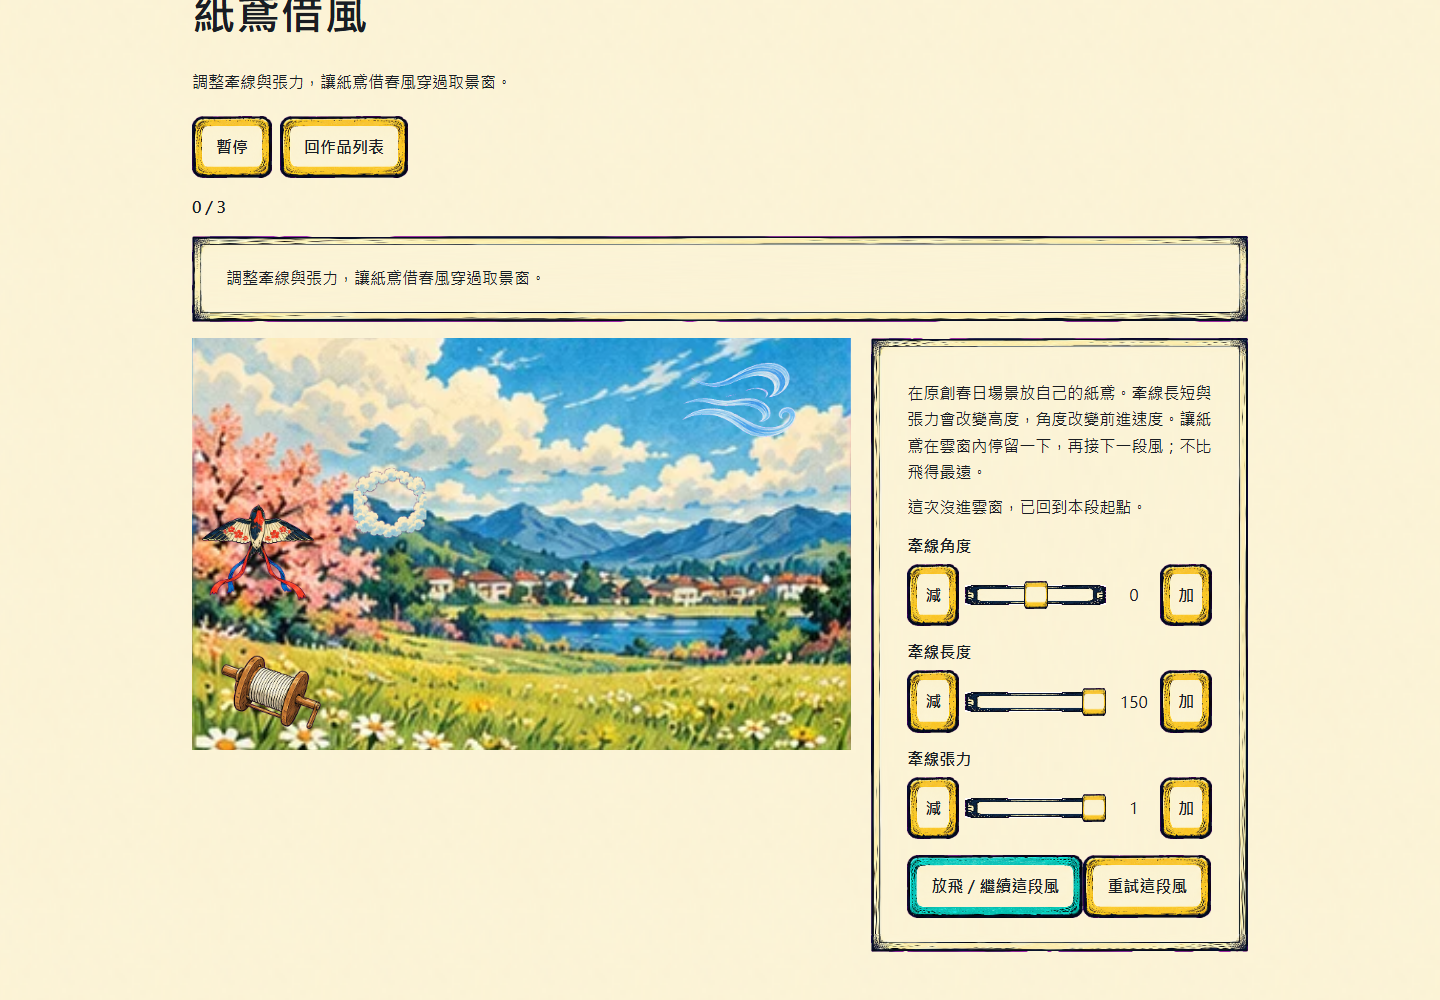 紙鳶借風
調整牽線與張力，讓紙鳶借春風穿過取景窗。
暫停
回作品列表
0 / 3
調整牽線與張力，讓紙鳶借春風穿過取景窗。
在原創春日場景放自己的紙鳶。牽線長短與
張力會改變高度，角度改變前進速度。讓紙
鳶在雲窗內停留一下，再接下一段風；不比
飛得最遠。
這次沒進雲窗，已回到本段起點。
牽線角度
減
0
加
牽線長度
減
150
加
牽線張力
減
1
加
放飛 / 繼續這段風
重試這段風